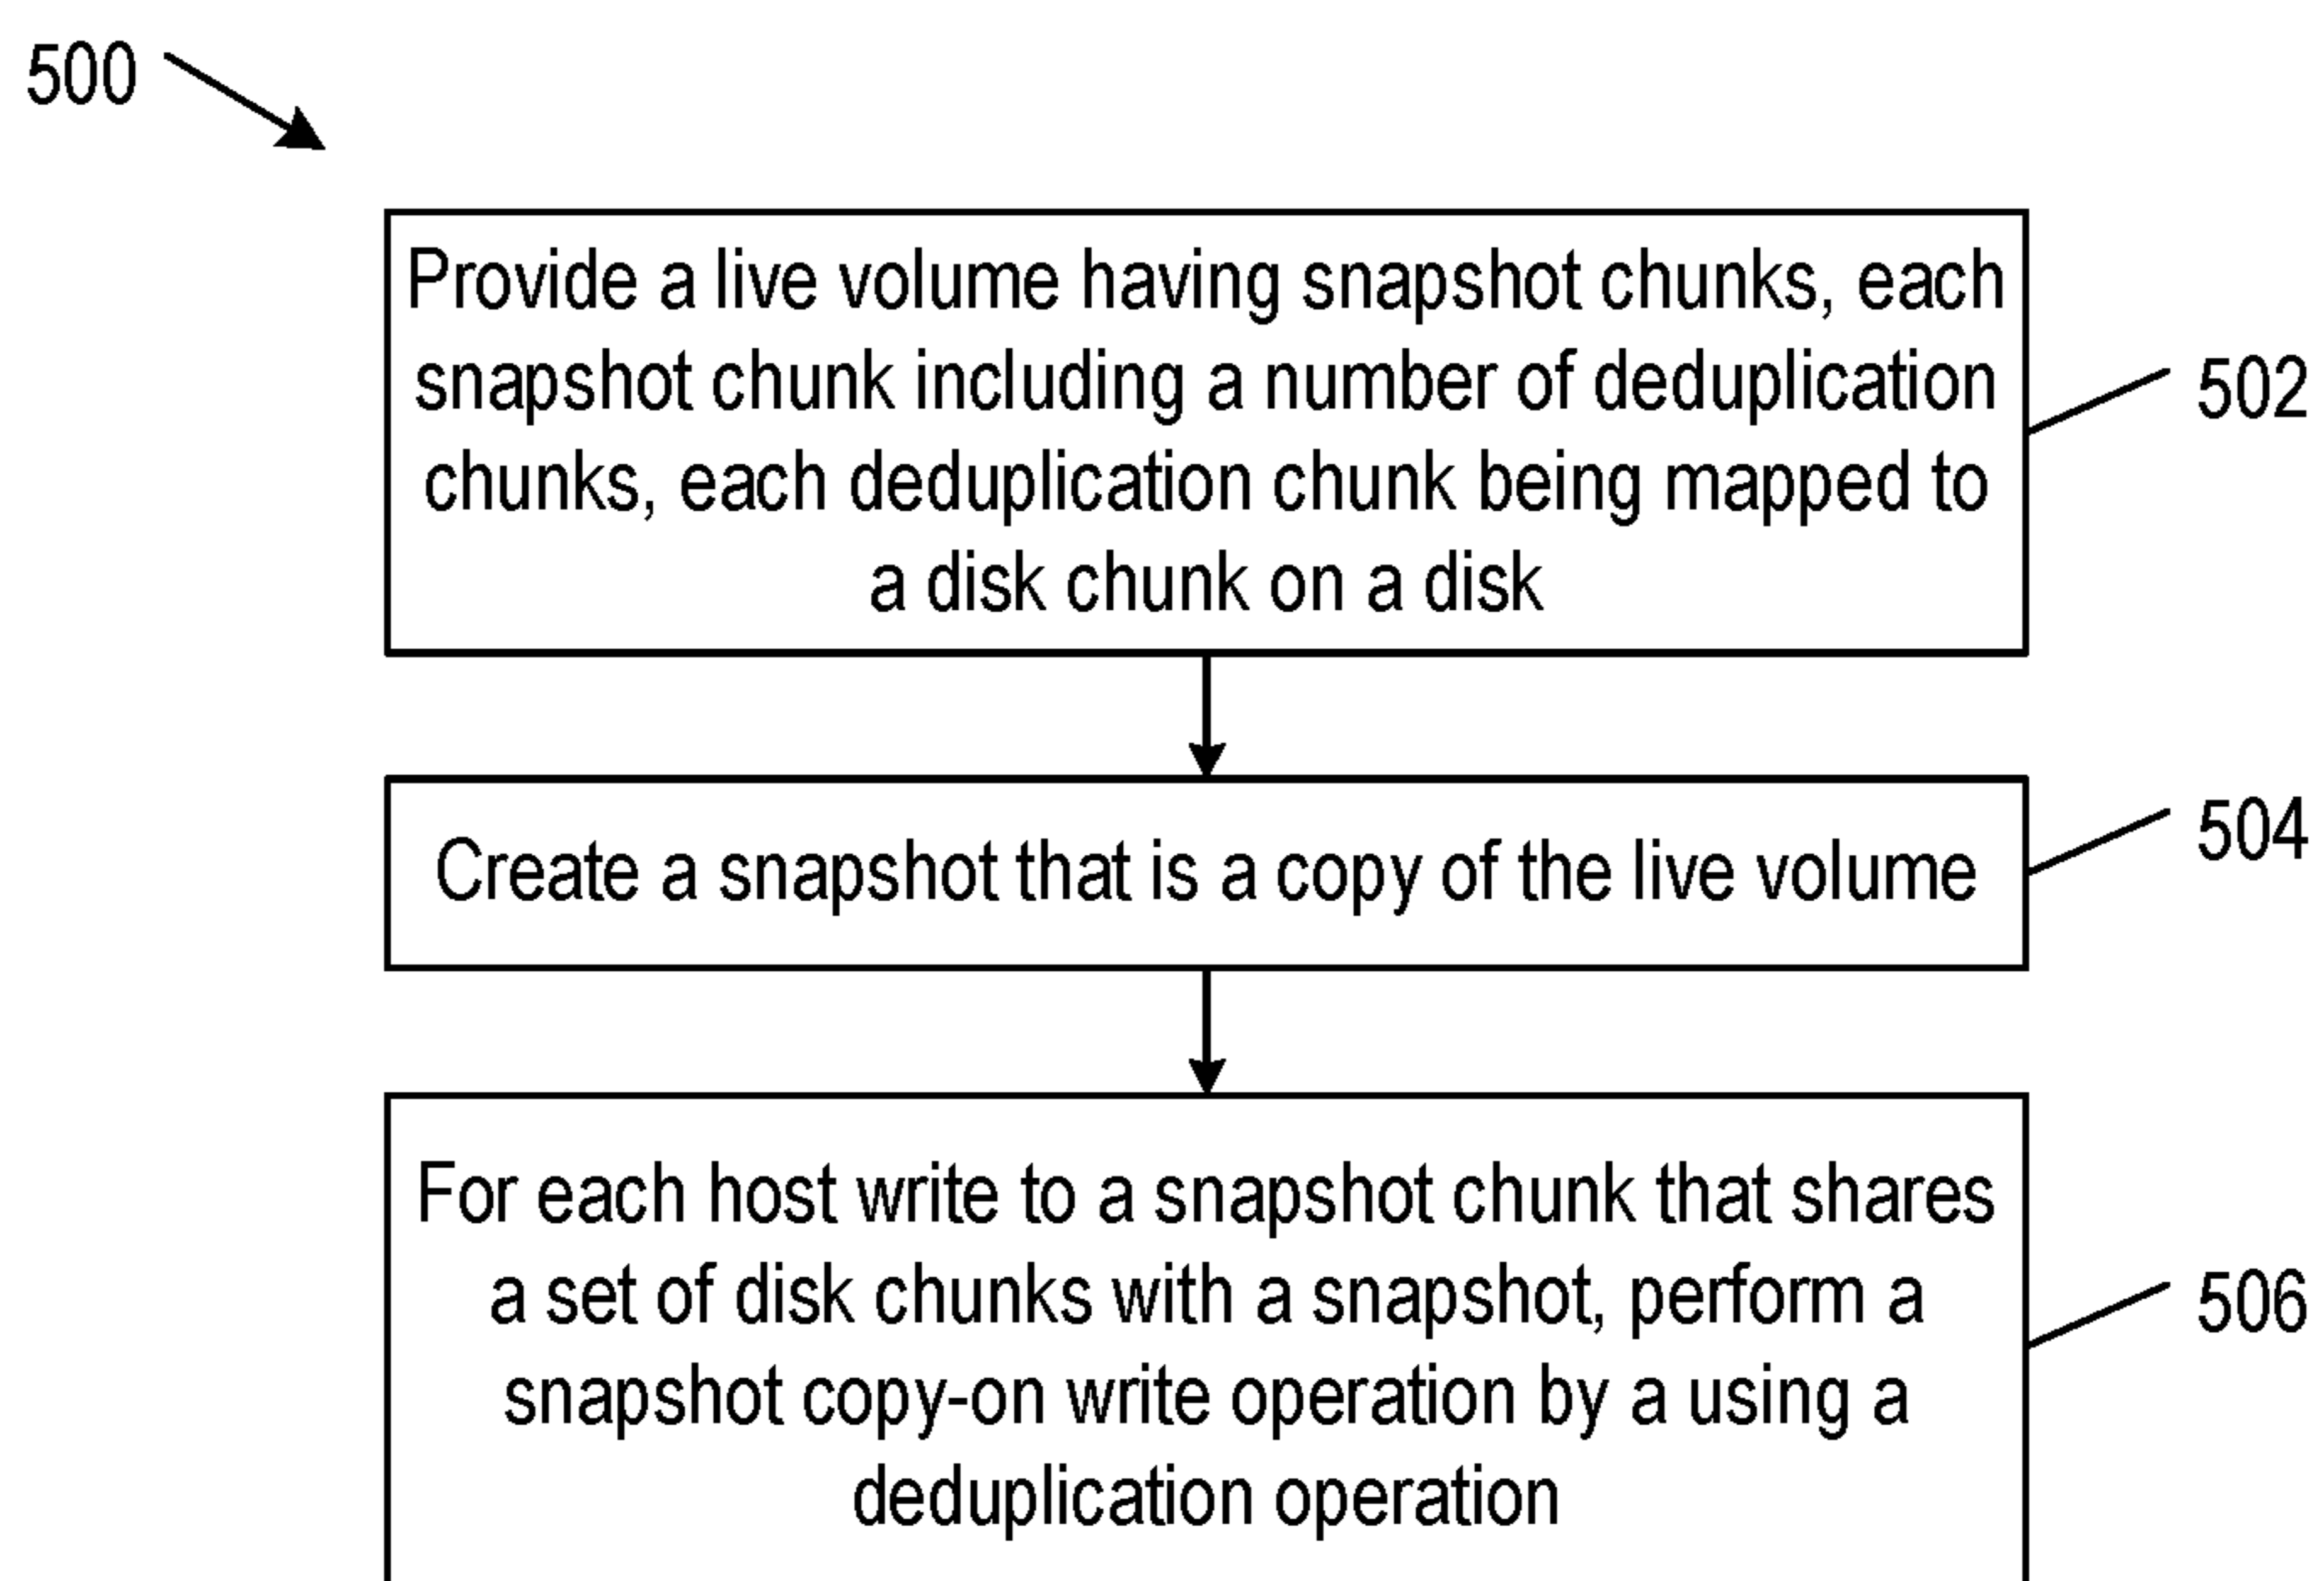 500
Provide a live volume having snapshot chunks, each
snapshot chunk including a number of deduplication
chunks, each deduplication chunk being mapped to
a disk chunk on a disk
502
Create a snapshot that is a copy of the live volume
504
For each host write to a snapshot chunk that shares
a set of disk chunks with a snapshot, perform a
snapshot copy-on write operation by a using a
deduplication operation
506